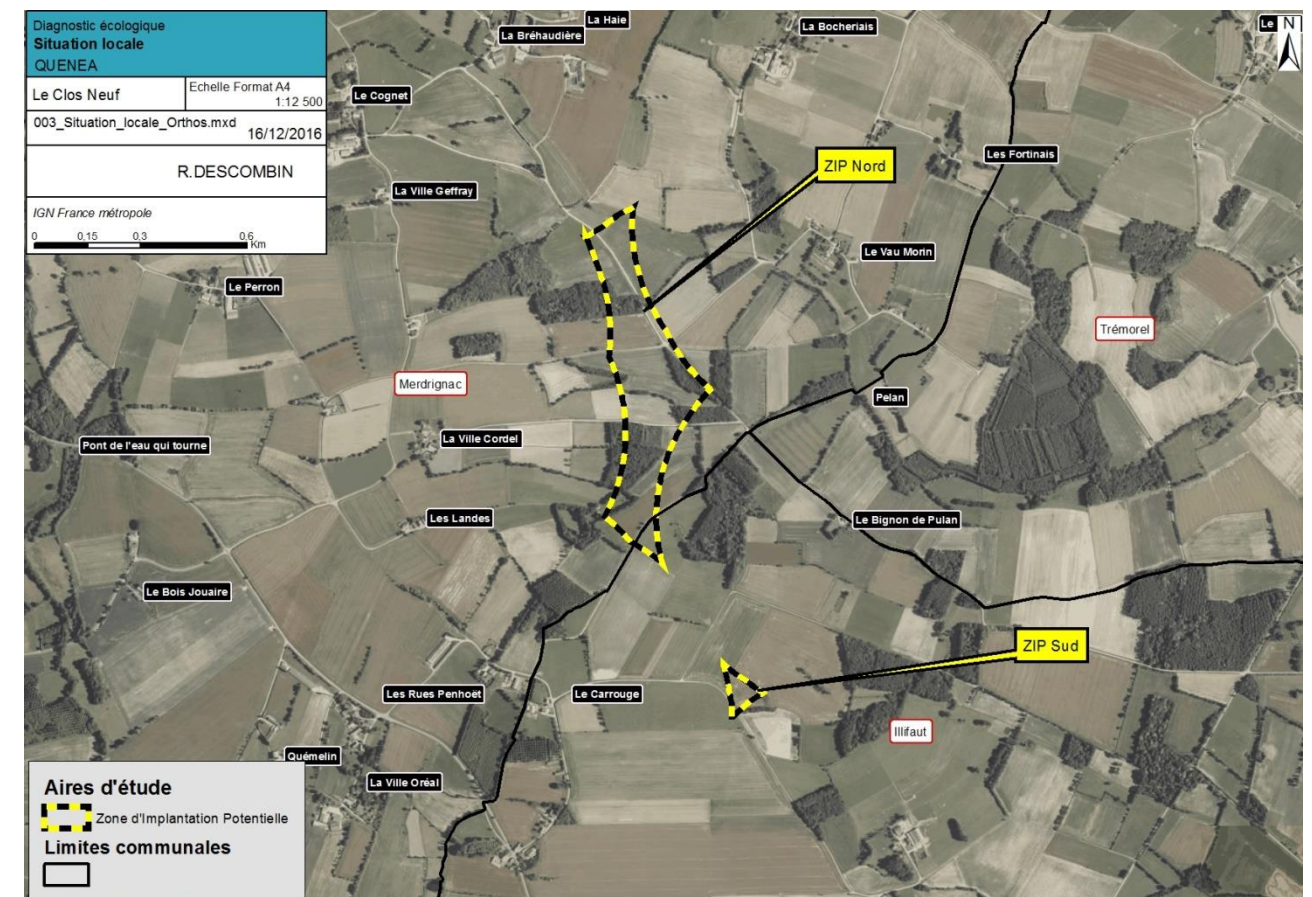 Diagnostic écologique
Situation locale
QUENEA
Le Clos Neuf
Echelle Format A4
1:12 500
003_Situation_locale_Orthos.mxd
16/12/2016
R.DESCOMBIN
IGN France métropole
0 0,15 0,3 0,6
Km
La Haie
La Bréhaudière
La Bocheriais
Le
N
Le Cognet
Les Fortinais
ZIP Nord
La Ville Geffray
Le Vau Morin
Le Perron
Trémorel
Merdrignac
Pelan
La Ville Cordel
Pont de l'eau qui tourne
Les Landes
Le Bignon de Pulan
Le Bois Jouaire
ZIP Sud
Les Rues Penhoët
Le Carrouge
Illifaut
Quémelin
La Ville Oréal
Aires d'étude
Zone d'Implantation Potentielle
Limites communales